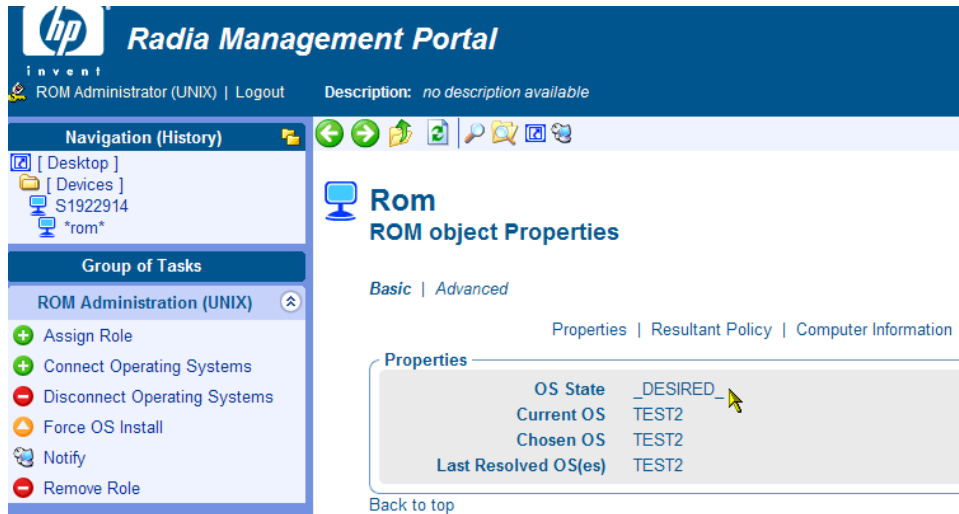 hp
Radia Management Portal
invent
ROM Administrator (UNIX) | Logout Description: no description available
Navigation (History)
[ Desktop ]
[ Devices ]
S1922914
*rom*
Group of Tasks
ROM Administration (UNIX)
Assign Role
Connect Operating Systems
Disconnect Operating Systems
Force OS Install
Notify
Remove Role
Rom
ROM object Properties
Basic | Advanced
Properties | Resultant Policy | Computer Information
Properties
OS State _DESIRED_
Current OS TEST2
Chosen OS TEST2
Last Resolved OS(es) TEST2
Back to top